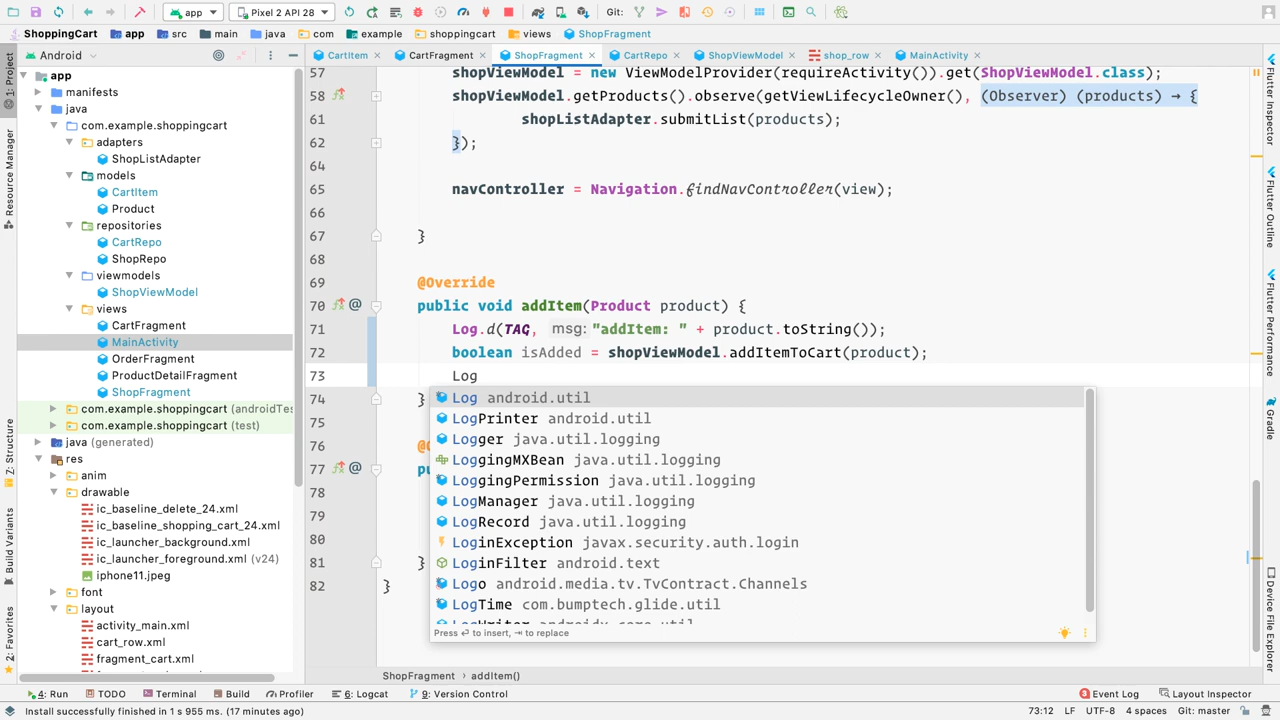 app
Pixel 2 API 28
Git:
ShoppingCart
app
src
main
java
com
example
shoppingcart
views
ShopFragment
Android
CartItem
CartFragment
ShopFragment
CartRepo
ShopViewModel
shop_row
MainActivity
1: Project
Resource Manager
Z: Structure
Build Variants
2: Favorites
app
manifests
java
com.example.shoppingcart
adapters
ShopListAdapter
models
CartItem
Product
repositories
CartRepo
ShopRepo
viewmodels
ShopViewModel
views
CartFragment
MainActivity
OrderFragment
ProductDetailFragment
ShopFragment
com.example.shoppingcart (androidTes
com.example.shoppingcart (test)
java (generated)
res
anim
drawable
ic_baseline_delete_24.xml
ic_baseline_shopping_cart_24.xml
ic_launcher_background.xml
ic_launcher_foreground.xml (v24)
iphone11.jpeg
font
layout
activity_main.xml
cart_row.xml
fragment_cart.xml
57 shopViewModel = new ViewModelProvider(requireActivity()).get(ShopViewModel.class);
58 shopViewModel.getProducts().observe(getViewLifecycleOwner(), (Observer) (products) → {
61 shopListAdapter.submitList(products);
62 });
64
65 navController = Navigation.findNavController(view);
66
67 }
68
69 @Override
70 public void addItem(Product product) {
71 Log.d(TAG, msg: "addItem: " + product.toString());
72 boolean isAdded = shopViewModel.addItemToCart(product);
73 Log
74 }
75
76
77
78
79
80
81 }
82 }
Log android.util
LogPrinter android.util
Logger java.util.logging
LoggingMXBean java.util.logging
LoggingPermission java.util.logging
LogManager java.util.logging
LogRecord java.util.logging
LoginException javax.security.auth.login
LoginFilter android.text
Logo android.media.tv.TvContract.Channels
LogTime com.bumptech.glide.util
Press ⏎ to insert, ⇥ to replace
ShopFragment
addItem()
Flutter Inspector
Flutter Outline
Flutter Performance
Gradle
Device File Explorer
4: Run
TODO
Terminal
Build
Profiler
6: Logcat
9: Version Control
3 Event Log
Layout Inspector
Install successfully finished in 1 s 955 ms. (17 minutes ago)
73:12
LF
UTF-8
4 spaces
Git: master